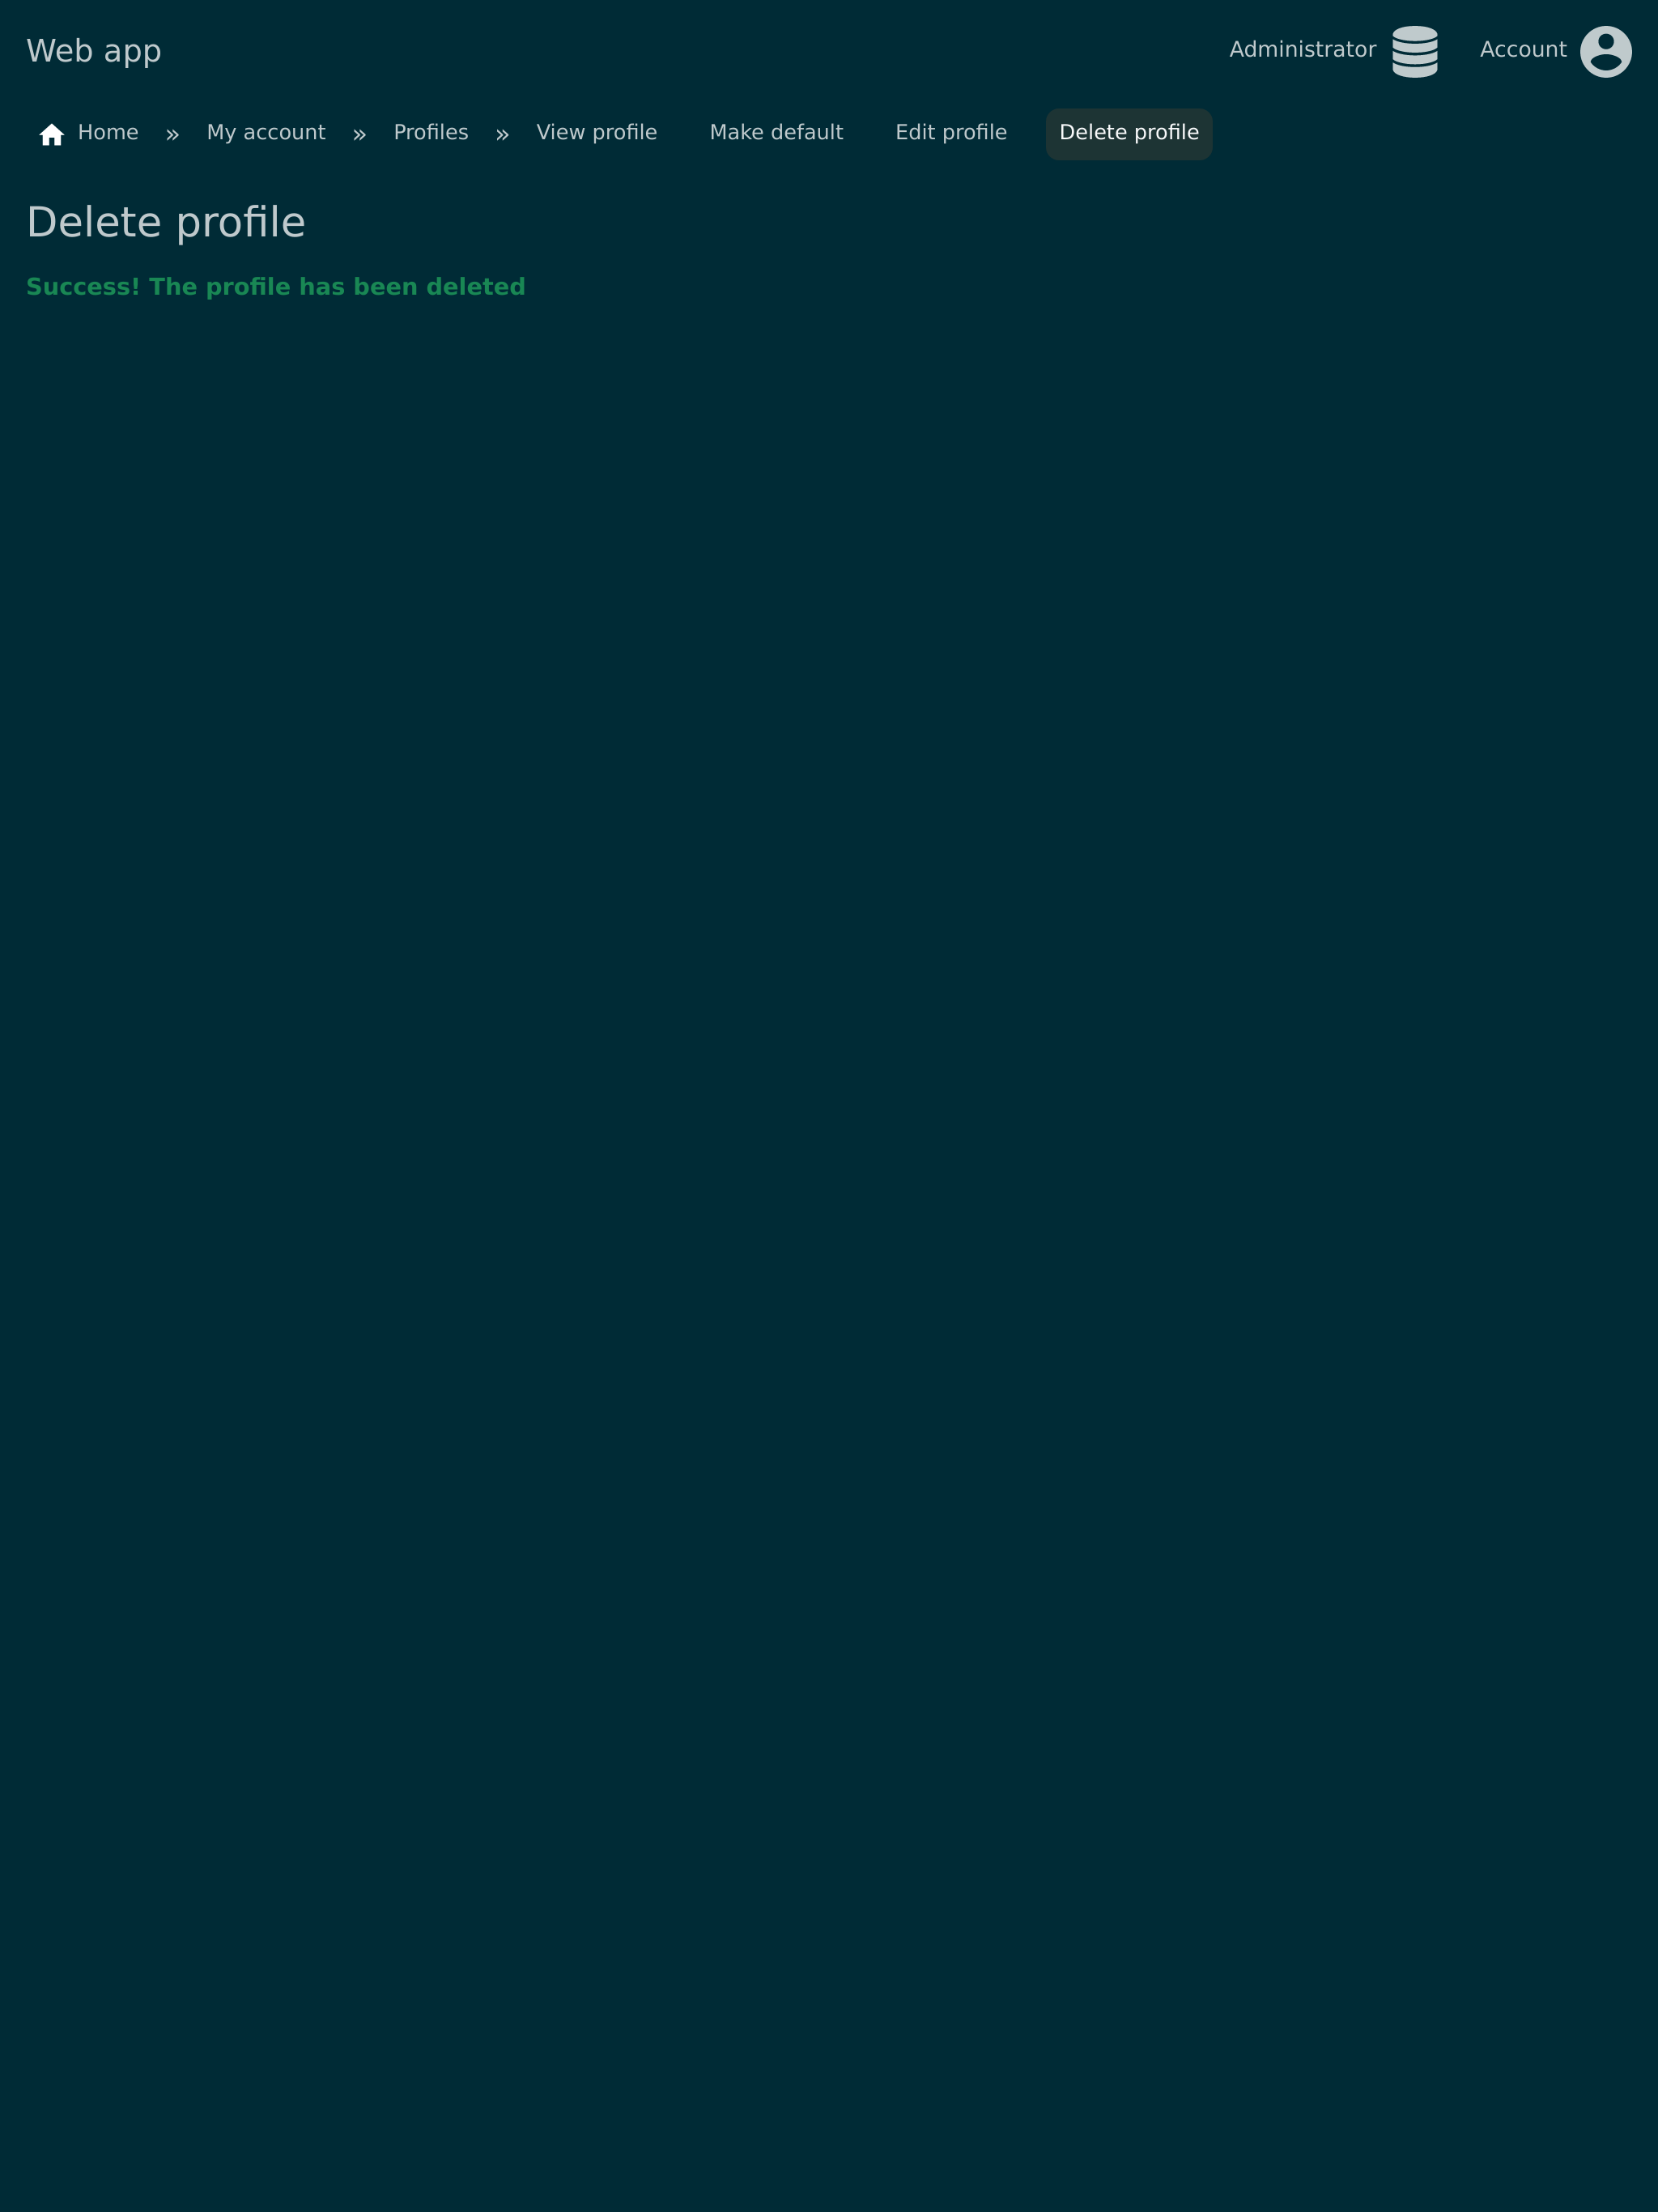 Web app
Administrator
Account
Home » My account » Profiles » View profile Make default Edit profile Delete profile
Delete profile
Success! The profile has been deleted